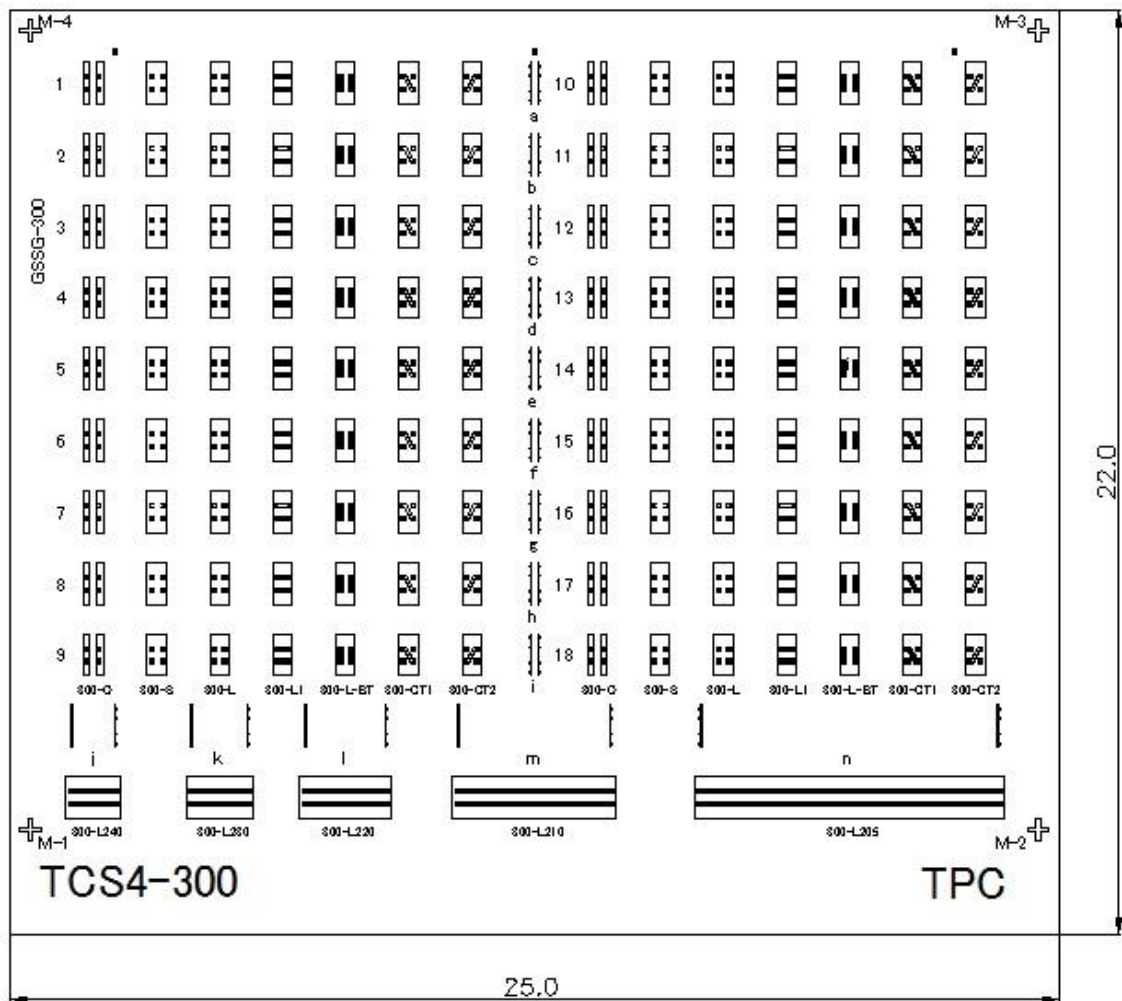 M-4 M-3
1 10
a
2 11
b
GSSG-300
3 12
c
4 13
d
5 14
e
6 15
f
7 16
g
8 17
h
9 18
i
300-O 300-S 300-L 300-L1 300-L-BT 300-CT1 300-CT2 300-O 300-S 300-L 300-L1 300-L-BT 300-CT1 300-CT2
j k l m n
300-L240 300-L230 300-L220 300-L210 300-L205
M-1 M-2
TCS4-300 TPC
22.0
25.0